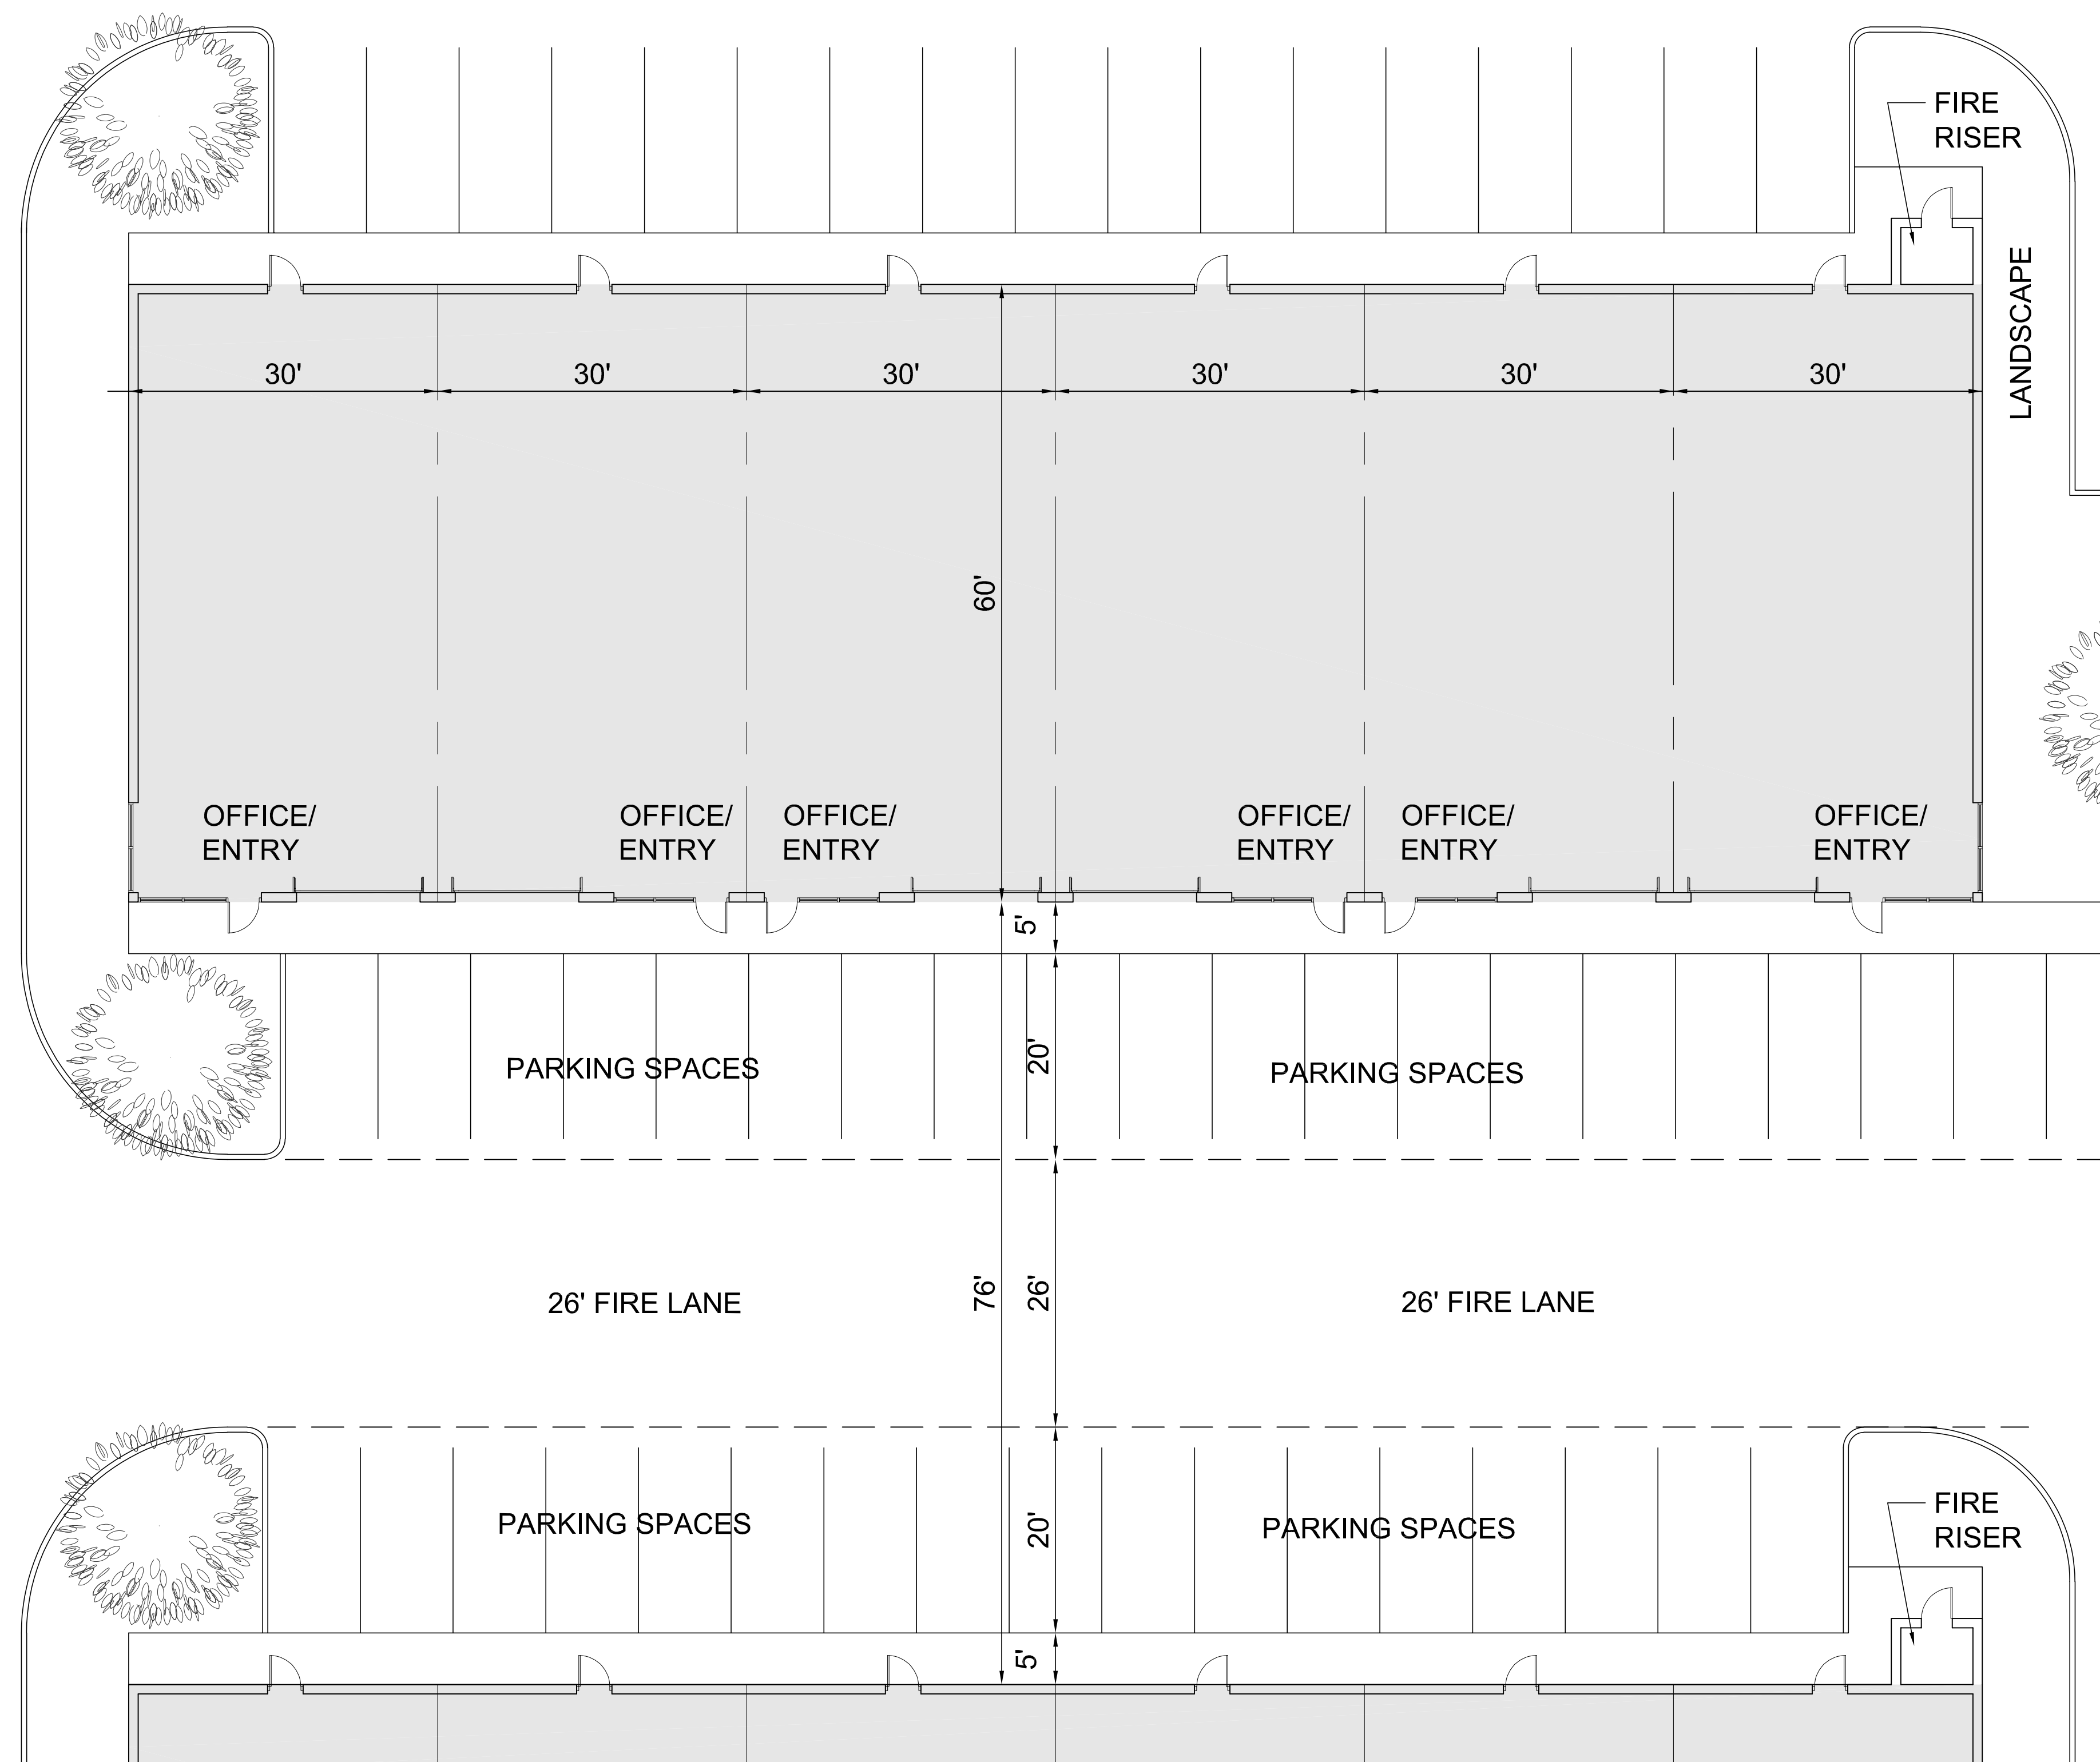 FIRE
RISER
LANDSCAPE
30'
30'
30'
30'
30'
30'
60'
OFFICE/
ENTRY
OFFICE/
ENTRY
OFFICE/
ENTRY
OFFICE/
ENTRY
OFFICE/
ENTRY
OFFICE/
ENTRY
5'
PARKING SPACES
20'
PARKING SPACES
26' FIRE LANE
76'
26'
26' FIRE LANE
PARKING SPACES
20'
PARKING SPACES
FIRE
RISER
5'